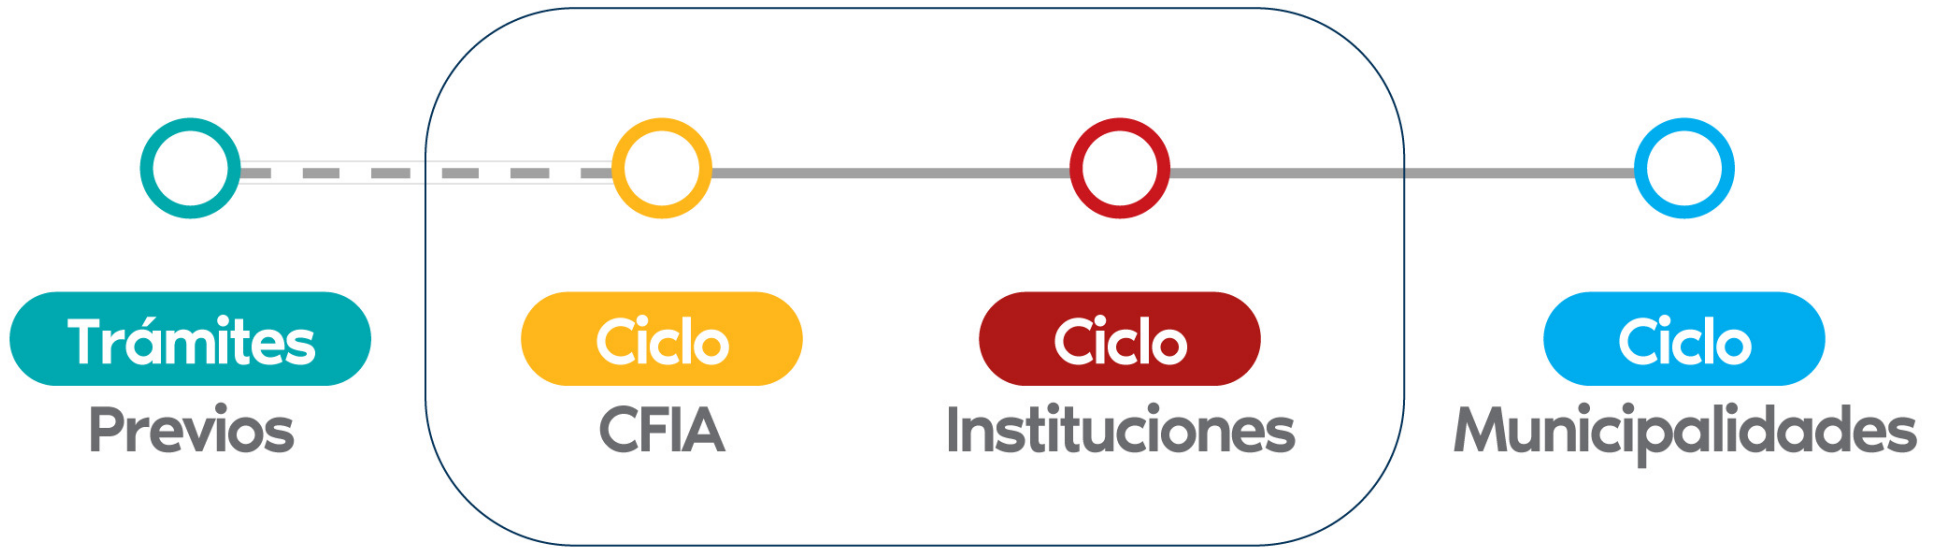 Trámites
Previos
Ciclo
CFIA
Ciclo
Instituciones
Ciclo
Municipalidades